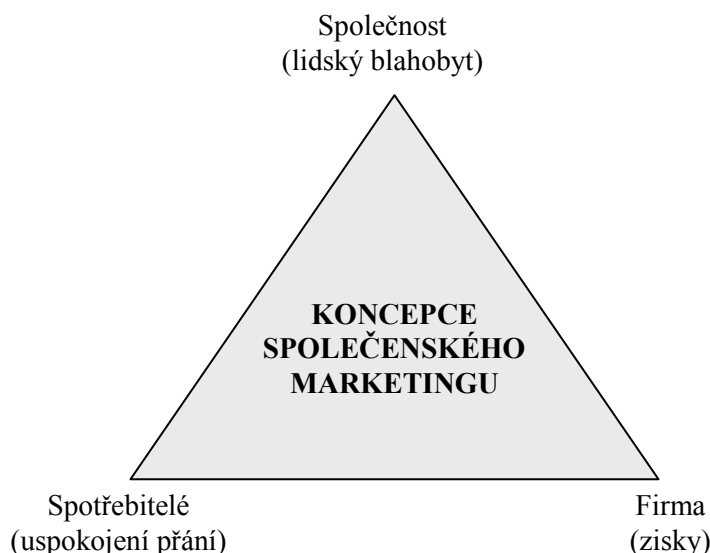 Společnost
(lidský blahobyt)
KONCEPCE
SPOLEČENSKÉHO
MARKETINGU
Spotřebitelé
(uspokojení přání)
Firma
(zisky)